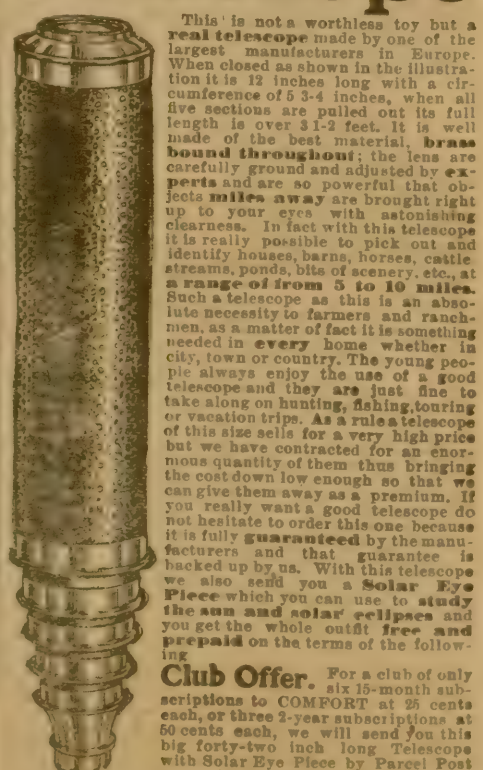 This is not a worthless toy but a
real telescope made by one of the
largest manufacturers in Europe.
When closed as shown in the illustra-
tion it is 12 inches long with a cir-
cumference of 5 3-4 inches, when all
five sections are pulled out its full
length is over 3 1-2 feet. It is well
made of the best material, brass
bound throughout; the lens are
carefully ground and adjusted by ex-
perts and are so powerful that ob-
jects miles away are brought right
up to your eyes with astonishing
clearness. In fact with this telescope
it is really possible to pick out and
identify houses, barns, horses, cattle
streams, ponds, bits of scenery. etc., at
a range of from 5 to 10 miles.
Such a telescope as this is an abso-
lute necessity to farmers and ranch-
men, as a matter of fact it is something
needed in every home whether in
city, town or country. The young peo-
ple always enjoy the use of a good
telescope and they are just fine to
take along on hunting, fishing,touring
or vacation trips. As a rule a telescope
of this size sells for a very high price
but we have contracted for an enor-
mous quantity of them thus bringing
the cost down low enough so that we
can give them away as a premium. If
you really want a good telescope do
not hesitate to order this one because
it is fully guaranteed by the manu-
facturers and that guarantee is
backed up by us. With this telescope
we also send you a Solar Eye
Piece which you can use to study
the sun and solar eclipses and
you get the whole outfit free and
prepaid on the terms of the follow-
ing
Club Offer. For a club of only
six 15-month sub-
scriptions to COMFORT at 25 cents
each, or three 2-year subscriptions at
50 cents each, we will send you this
big forty-two inch long Telescope
with Solar Eye Piece by Parcel Post